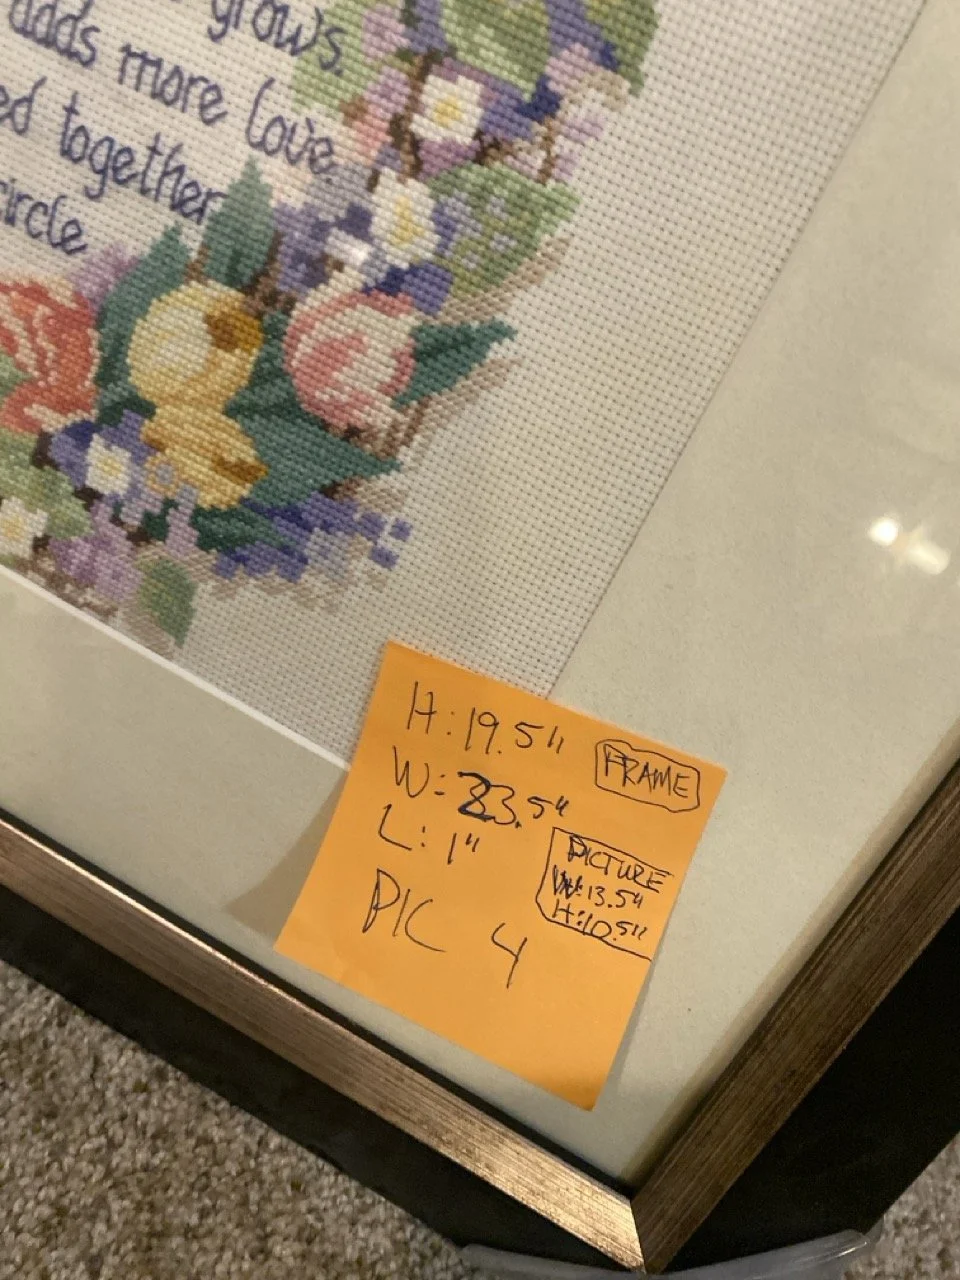 grows.
adds more love.
ed together
circle
H: 19.5"
FRAME
W: 23.5"
L: 1"
PICTURE
W: 13.5"
H: 10.5"
PIC 4